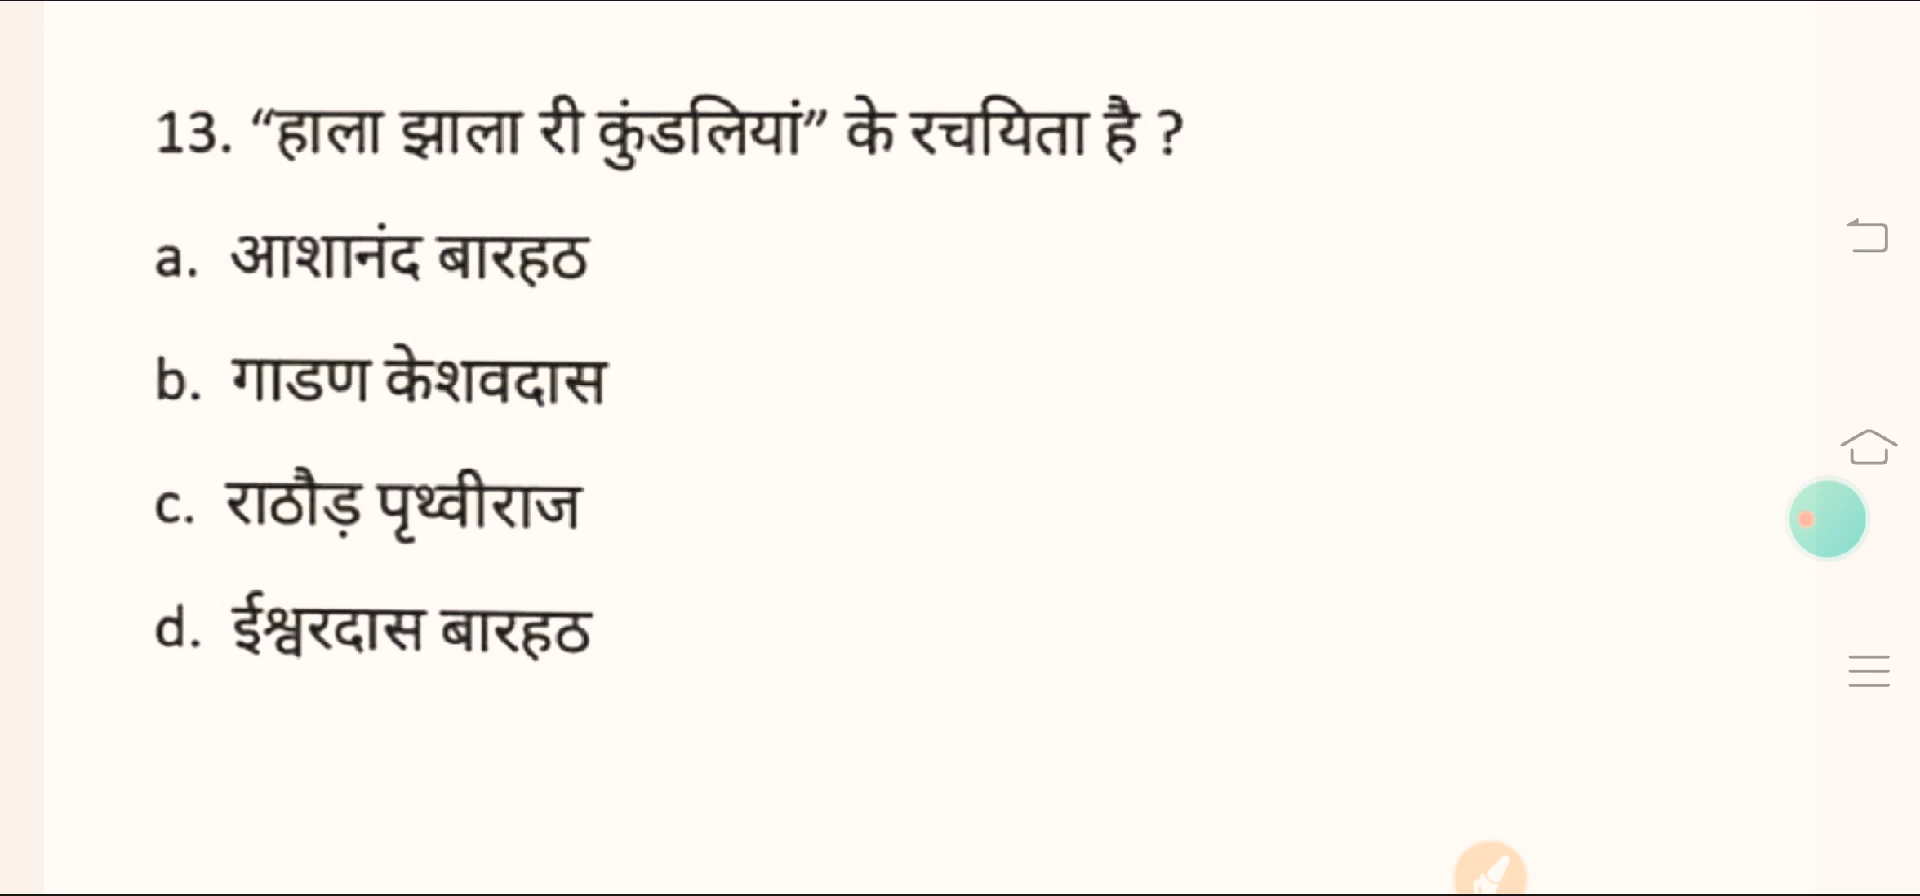 13. “हाला झाला री कुंडलियां” के रचयिता है ?
a. आशानंद बारहठ
b. गाडण केशवदास
c. राठौड़ पृथ्वीराज
d. ईश्वरदास बारहठ